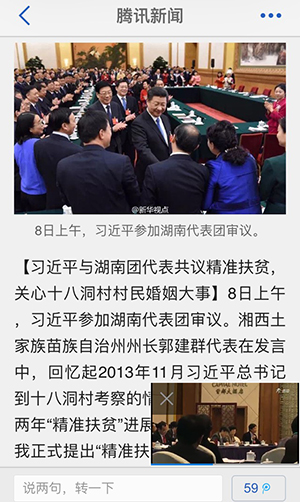 腾讯新闻
@新华视点
8日上午，习近平参加湖南代表团审议。
【习近平与湖南团代表共议精准扶贫，
关心十八洞村村民婚姻大事】8日上午
，习近平参加湖南代表团审议。湘西土
家族苗族自治州州长郭建群代表在发言
中，回忆起2013年11月习近平总书记
到十八洞村考察的情
CAPITAL HOTEL
首都大酒店
两年“精准扶贫”进展
我正式提出“精准扶
说两句，转一下
59